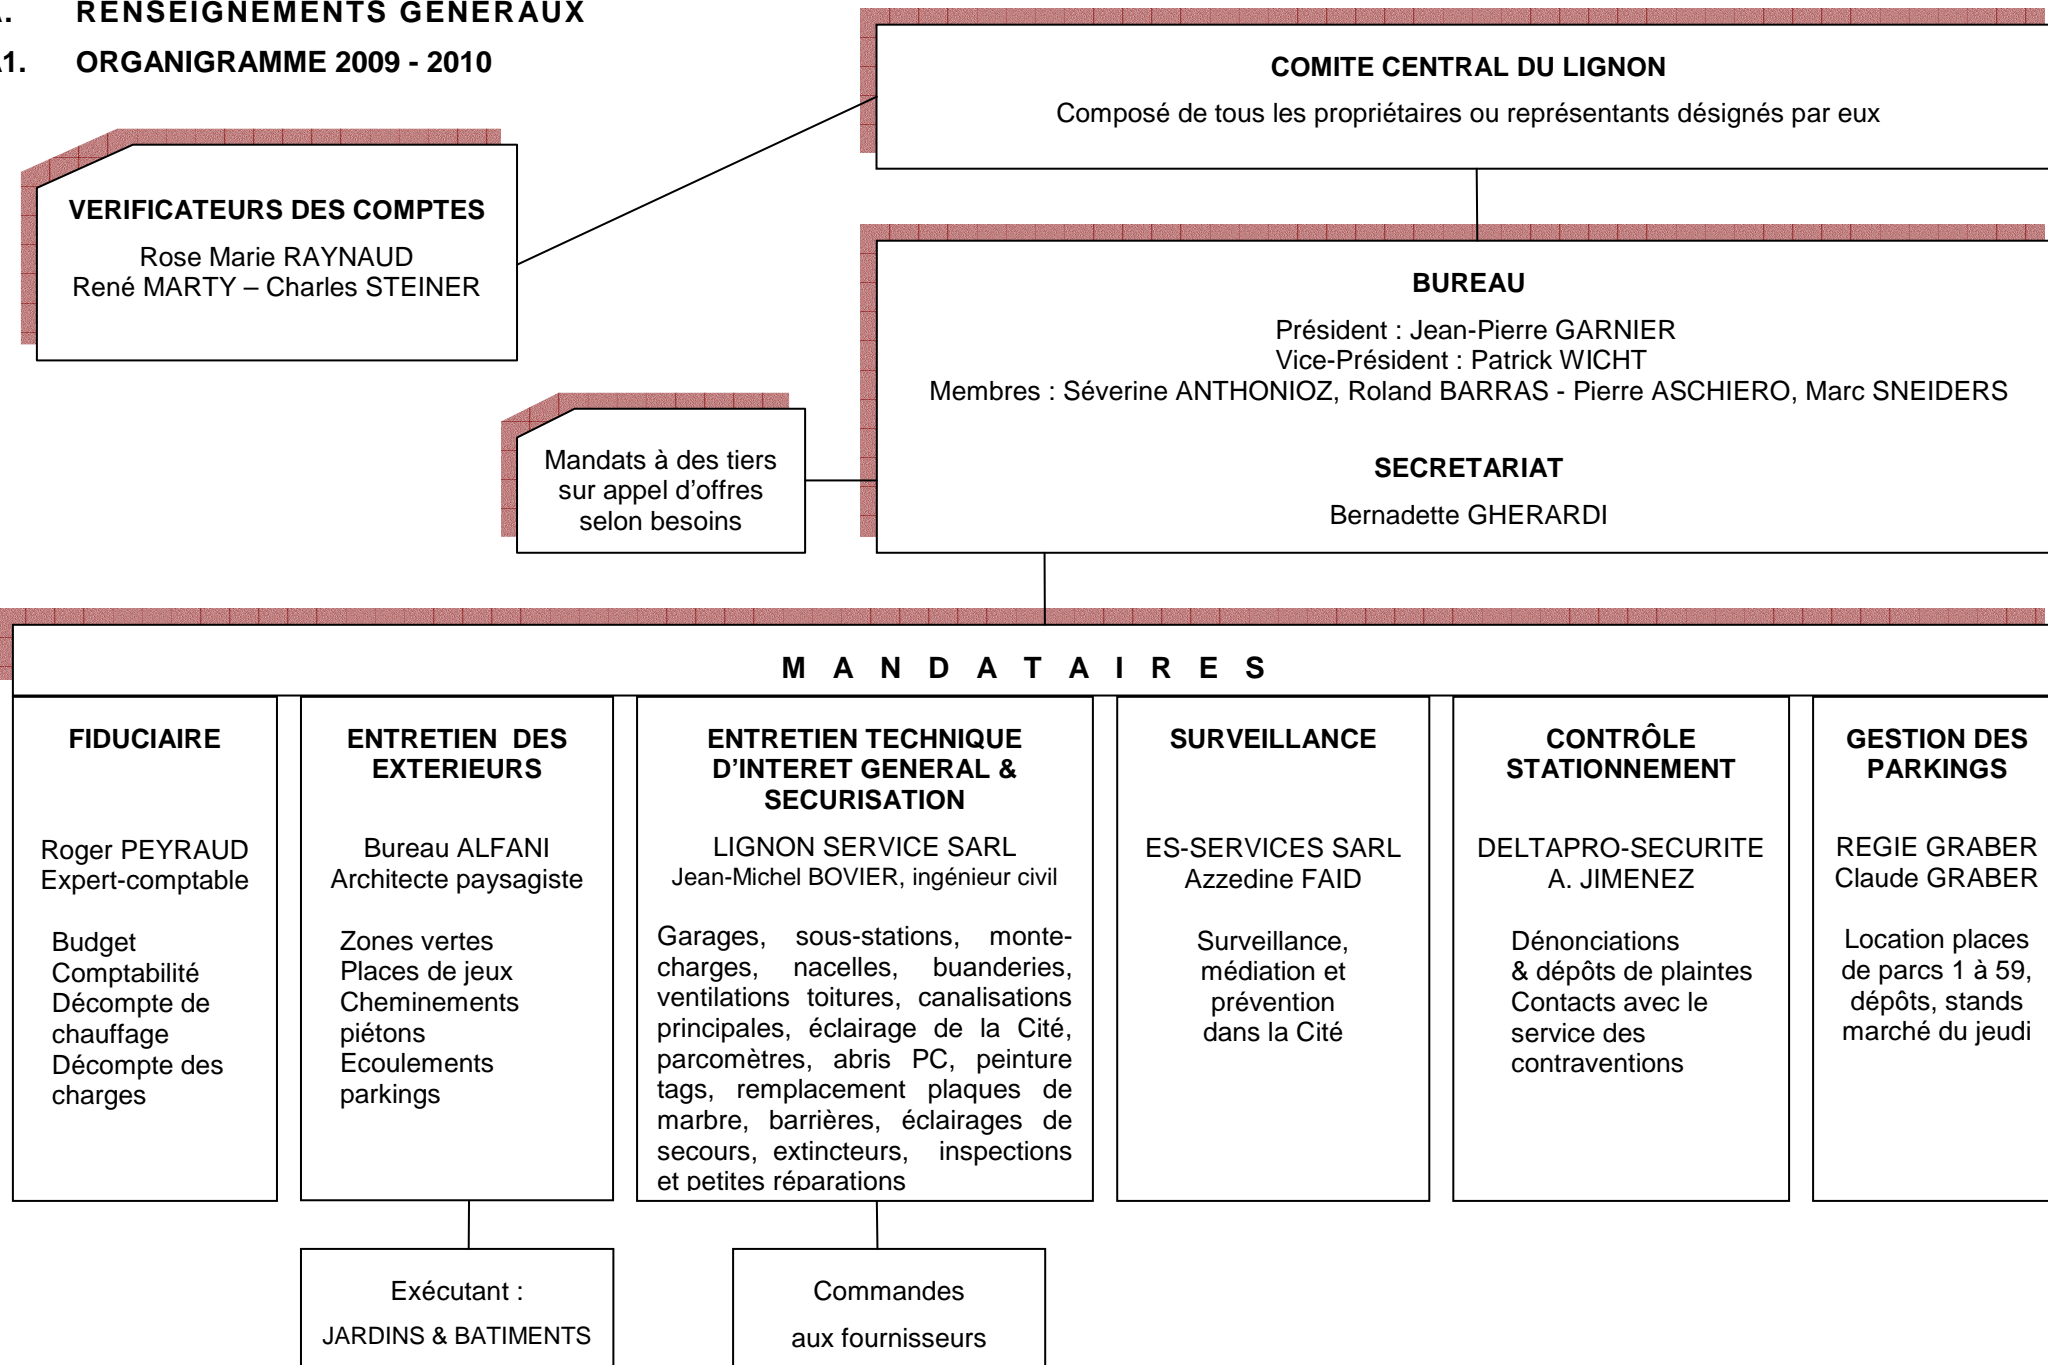 RENSEIGNEMENTS GENERAUX
1. ORGANIGRAMME 2009 - 2010
COMITE CENTRAL DU LIGNON
Composé de tous les propriétaires ou représentants désignés par eux
VERIFICATEURS DES COMPTES
Rose Marie RAYNAUD
René MARTY – Charles STEINER
BUREAU
Président : Jean-Pierre GARNIER
Vice-Président : Patrick WICHT
Membres : Séverine ANTHONIOZ, Roland BARRAS - Pierre ASCHIERO, Marc SNEIDERS
SECRETARIAT
Bernadette GHERARDI
Mandats à des tiers
sur appel d’offres
selon besoins
M A N D A T A I R E S
FIDUCIAIRE
Roger PEYRAUD
Expert-comptable
Budget
Comptabilité
Décompte de
chauffage
Décompte des
charges
ENTRETIEN DES
EXTERIEURS
Bureau ALFANI
Architecte paysagiste
Zones vertes
Places de jeux
Cheminements
piétons
Ecoulements
parkings
ENTRETIEN TECHNIQUE
D’INTERET GENERAL &
SECURISATION
LIGNON SERVICE SARL
Jean-Michel BOVIER, ingénieur civil
Garages, sous-stations, monte-
charges, nacelles, buanderies,
ventilations toitures, canalisations
principales, éclairage de la Cité,
parcomètres, abris PC, peinture
tags, remplacement plaques de
marbre, barrières, éclairages de
secours, extincteurs, inspections
et petites réparations
SURVEILLANCE
ES-SERVICES SARL
Azzedine FAID
Surveillance,
médiation et
prévention
dans la Cité
CONTRÔLE
STATIONNEMENT
DELTAPRO-SECURITE
A. JIMENEZ
Dénonciations
& dépôts de plaintes
Contacts avec le
service des
contraventions
GESTION DES
PARKINGS
REGIE GRABER
Claude GRABER
Location places
de parcs 1 à 59,
dépôts, stands
marché du jeudi
Exécutant :
JARDINS & BATIMENTS
Commandes
aux fournisseurs